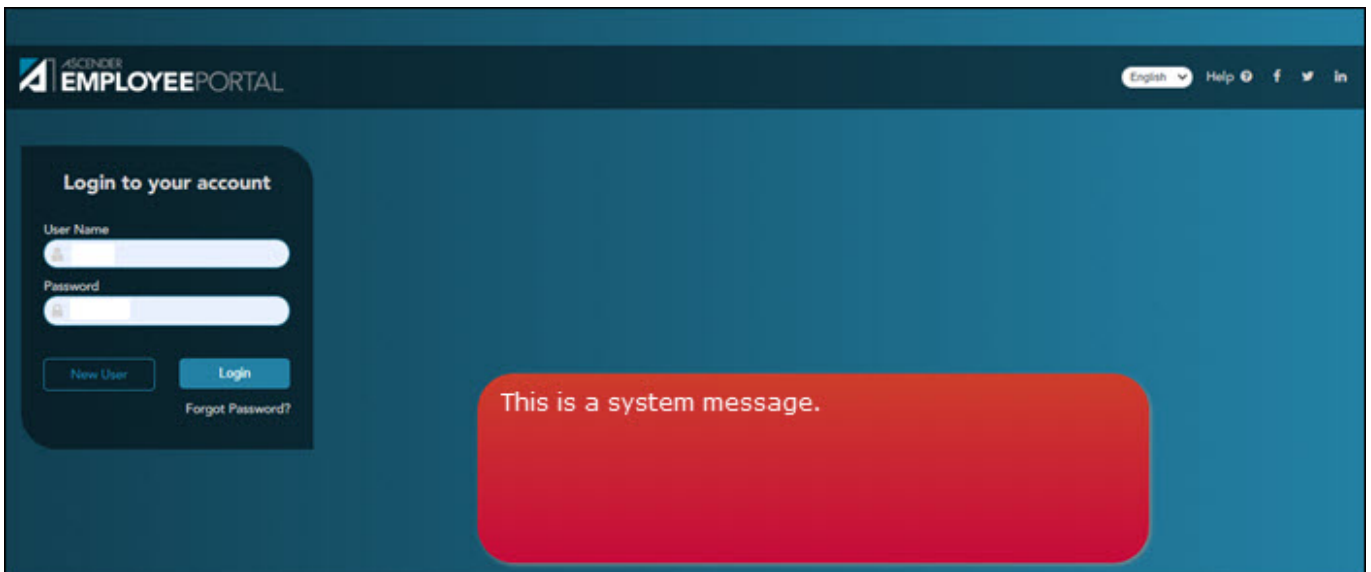 ASCENDER
EMPLOYEEPORTAL
English Help
Login to your account
User Name
Password
New User Login
Forgot Password?
This is a system message.